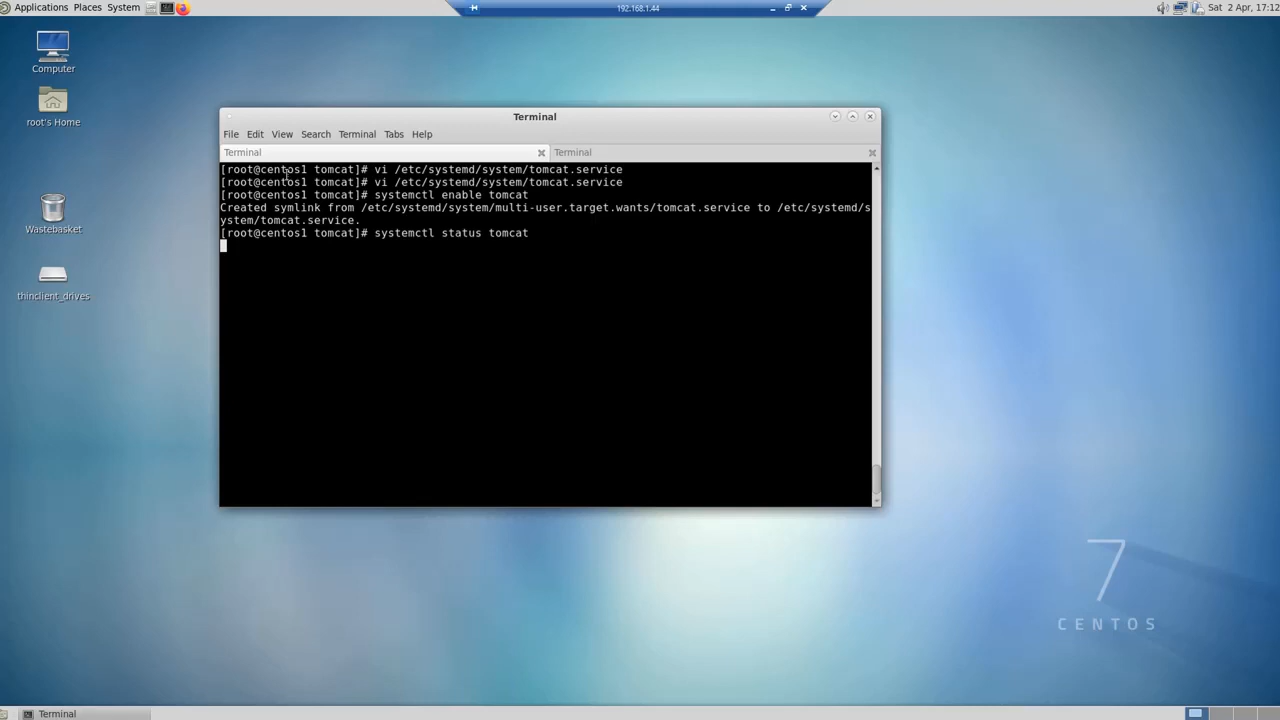 Applications Places System
192.168.1.44
Sat 2 Apr, 17:12
Computer
root's Home
Wastebasket
thinclient_drives
Terminal
File Edit View Search Terminal Tabs Help
Terminal
Terminal
[root@centos1 tomcat]# vi /etc/systemd/system/tomcat.service
[root@centos1 tomcat]# vi /etc/systemd/system/tomcat.service
[root@centos1 tomcat]# systemctl enable tomcat
Created symlink from /etc/systemd/system/multi-user.target.wants/tomcat.service to /etc/systemd/s
ystem/tomcat.service.
[root@centos1 tomcat]# systemctl status tomcat
7
CENTOS
Terminal